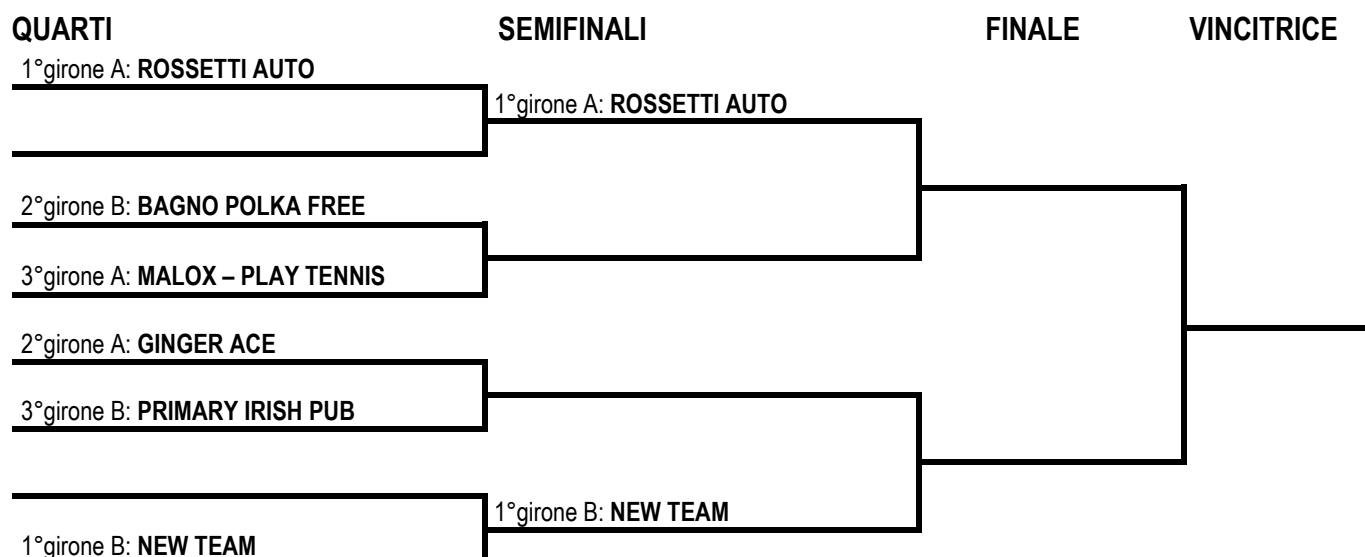 QUARTI SEMIFINALI FINALE VINCITRICE
1°girone A: ROSSETTI AUTO
1°girone A: ROSSETTI AUTO
2°girone B: BAGNO POLKA FREE
3°girone A: MALOX – PLAY TENNIS
2°girone A: GINGER ACE
3°girone B: PRIMARY IRISH PUB
1°girone B: NEW TEAM
1°girone B: NEW TEAM